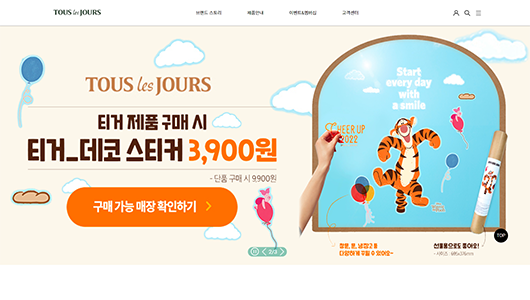 TOUS les JOURS
브랜드 스토리
제품안내
이벤트&멤버십
고객센터
TOUS les JOURS
티거 제품 구매 시
티거_데코 스티커 3,900원
- 단품 구매 시 9,900원
구매 가능 매장 확인하기
Start
every day
with
a smile
CHEER UP
2022
창문, 문, 냉장고 등
다양하게 꾸밀 수 있어요~
선물용으로도 좋아요!
TOP